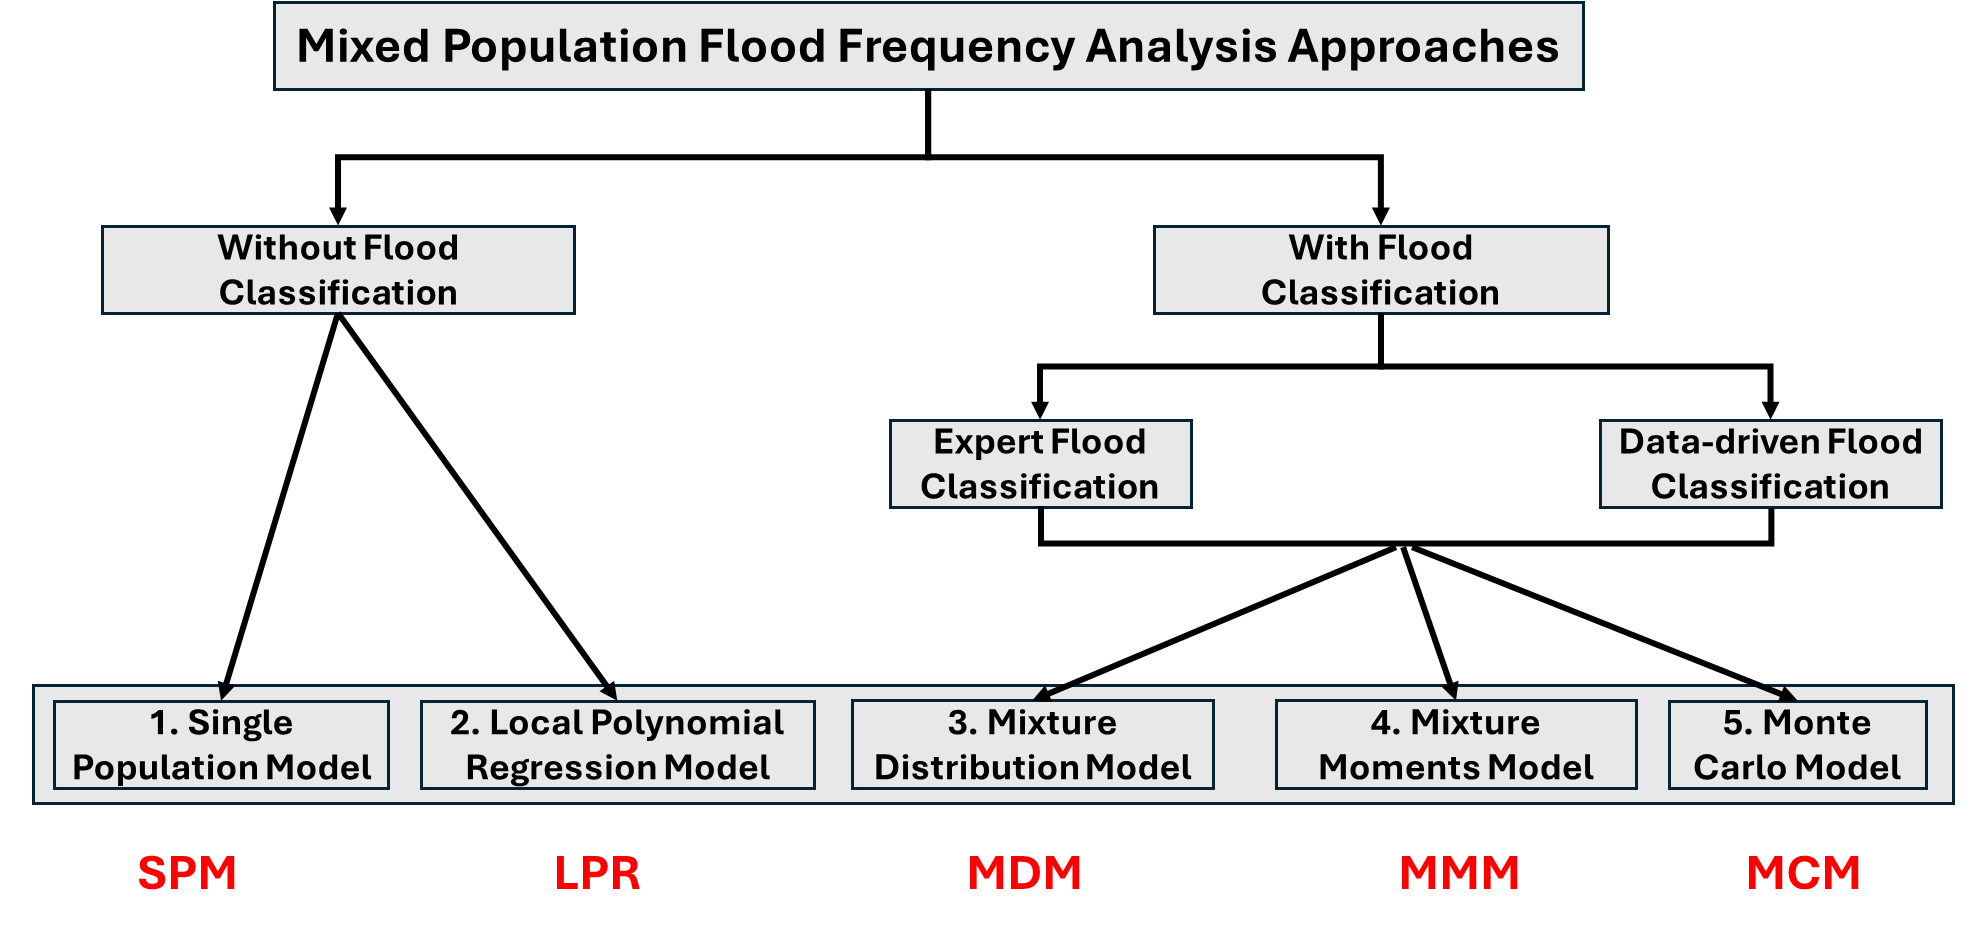 Mixed Population Flood Frequency Analysis Approaches
Without Flood
Classification
With Flood
Classification
Expert Flood
Classification
Data-driven Flood
Classification
1. Single
Population Model
2. Local Polynomial
Regression Model
3. Mixture
Distribution Model
4. Mixture
Moments Model
5. Monte
Carlo Model
SPM
LPR
MDM
MMM
MCM